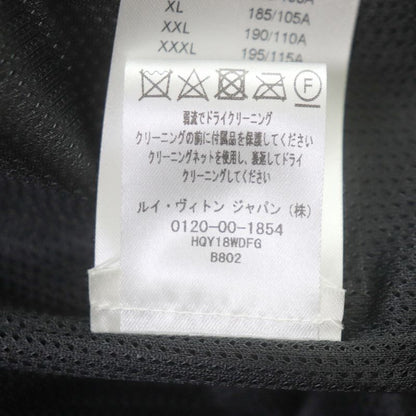 XL 185/105A
XXL 190/110A
XXXL 195/115A
F
弱波でドライクリーニング
クリーニングの前に付属品を保護してください
クリーニングネットを使用し、裏返してドライ
クリーニングしてください
ルイ・ヴィトン ジャパン (株)
0120-00-1854
HQY18WDFG
B802